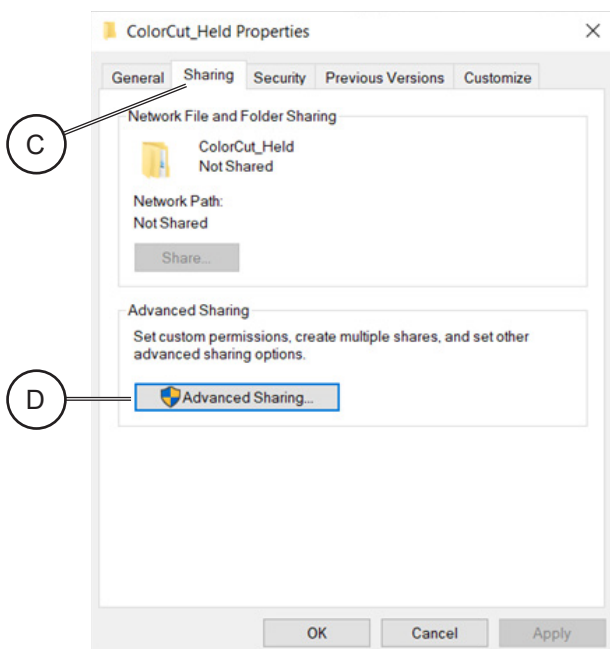 ColorCut_Held Properties
General Sharing Security Previous Versions Customize
C
Network File and Folder Sharing
ColorCut_Held
Not Shared
Network Path:
Not Shared
Share...
Advanced Sharing
Set custom permissions, create multiple shares, and set other
advanced sharing options.
D
Advanced Sharing...
OK Cancel Apply